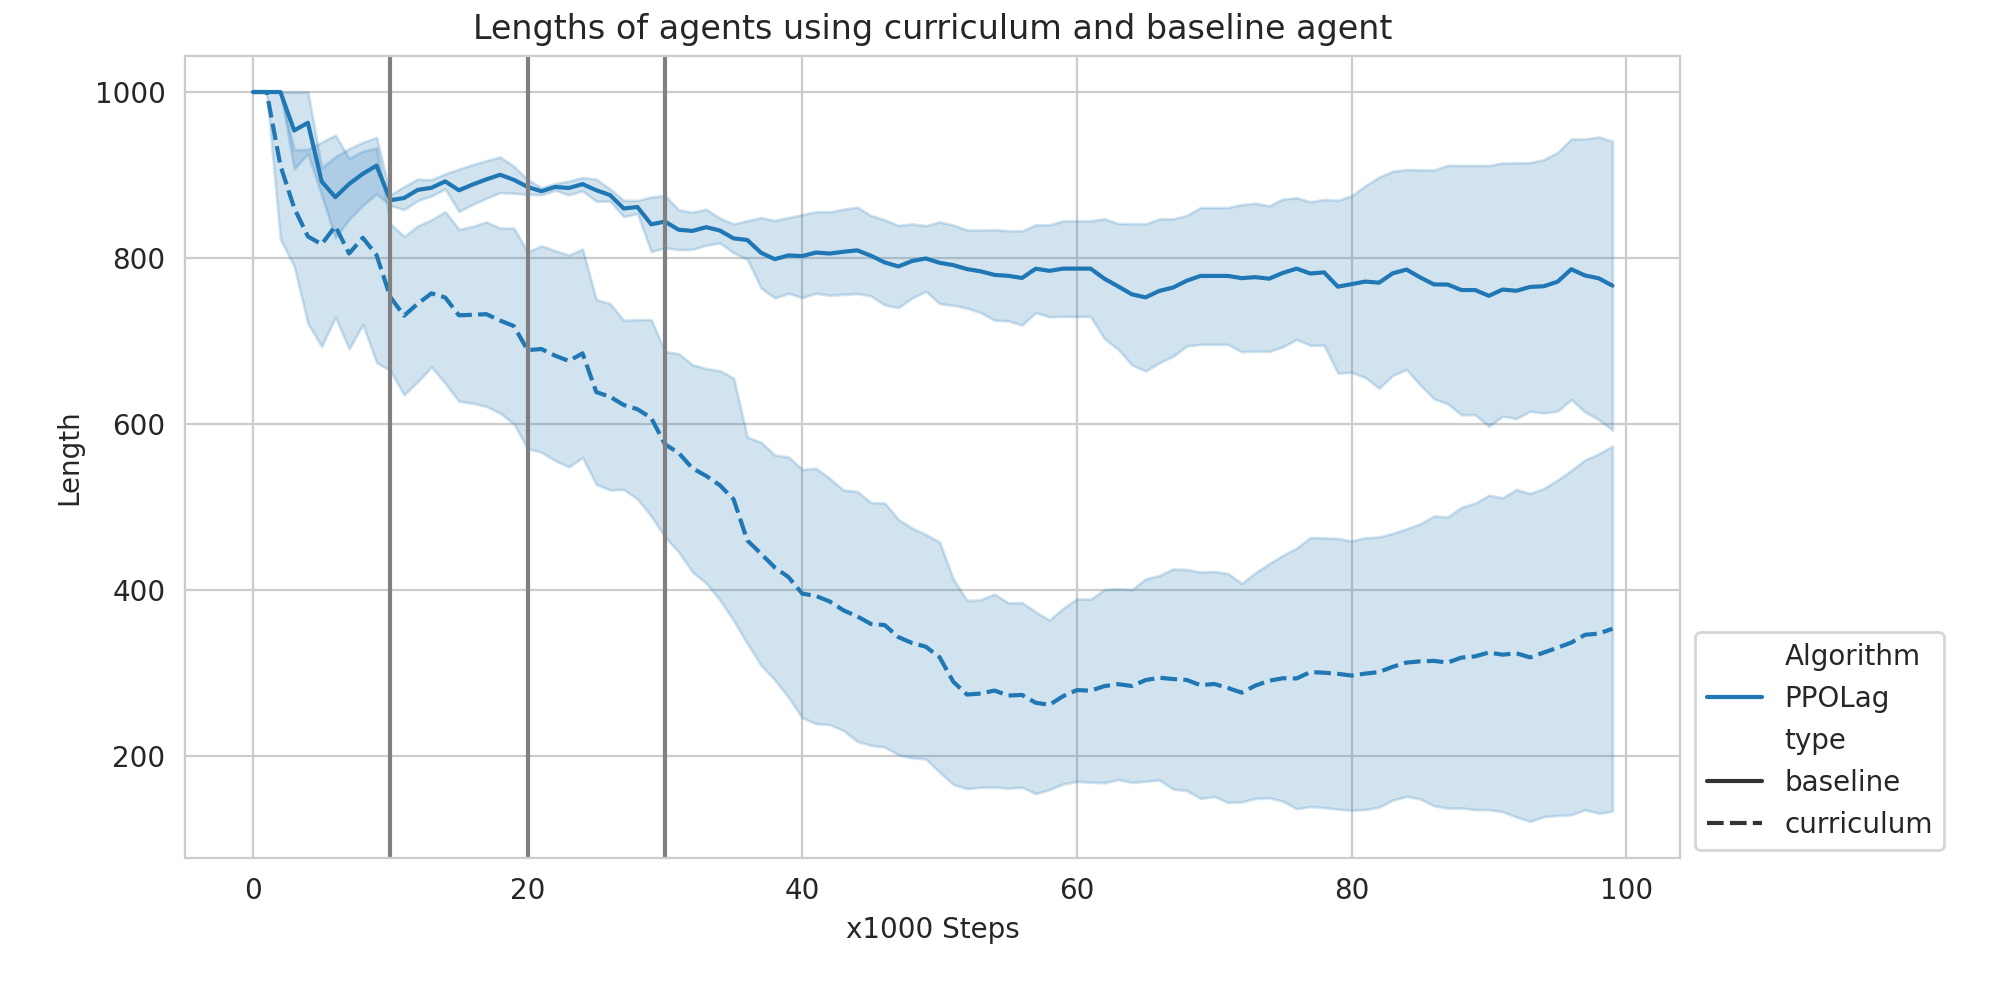 Lengths of agents using curriculum and baseline agent
1000
800
600
400
200
Length
0 20 40 60 80 100
x1000 Steps
Algorithm
PPOLag
type
baseline
curriculum